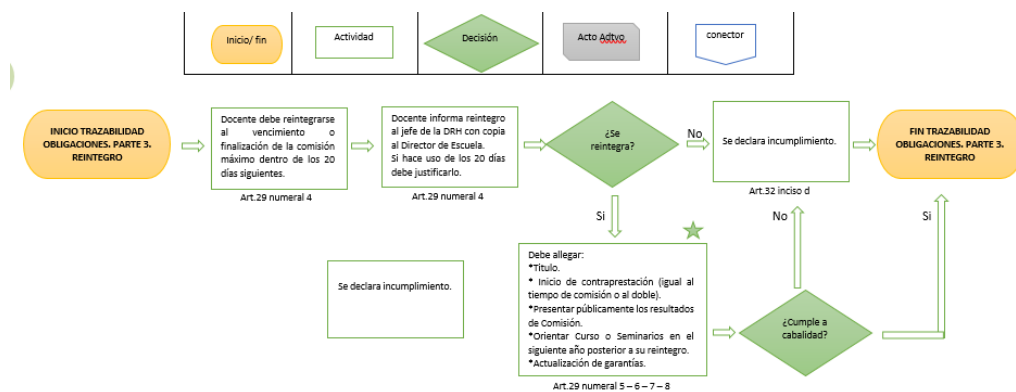 Inicio/ fin
Actividad
Decisión
Acto Adtvo
conector
INICIO TRAZABILIDAD
OBLIGACIONES. PARTE 3.
REINTEGRO
Docente debe reintegrarse
al vencimiento o
finalización de la comisión
máximo dentro de los 20
días siguientes.
Art.29 numeral 4
Docente informa reintegro
al jefe de la DRH con copia
al Director de Escuela.
Si hace uso de los 20 días
debe justificarlo.
Art.29 numeral 4
¿Se
reintegra?
No
Se declara incumplimiento.
Art.32 inciso d
FIN TRAZABILIDAD
OBLIGACIONES. PARTE 3.
REINTEGRO
Si
No
Si
Se declara incumplimiento.
Debe allegar:
*Titulo.
* Inicio de contraprestación (igual al
tiempo de comisión o al doble).
*Presentar públicamente los resultados
de Comisión.
*Orientar Curso o Seminarios en el
siguiente año posterior a su reintegro.
*Actualización de garantías.
Art.29 numeral 5 – 6 – 7 – 8
¿Cumple a
cabalidad?